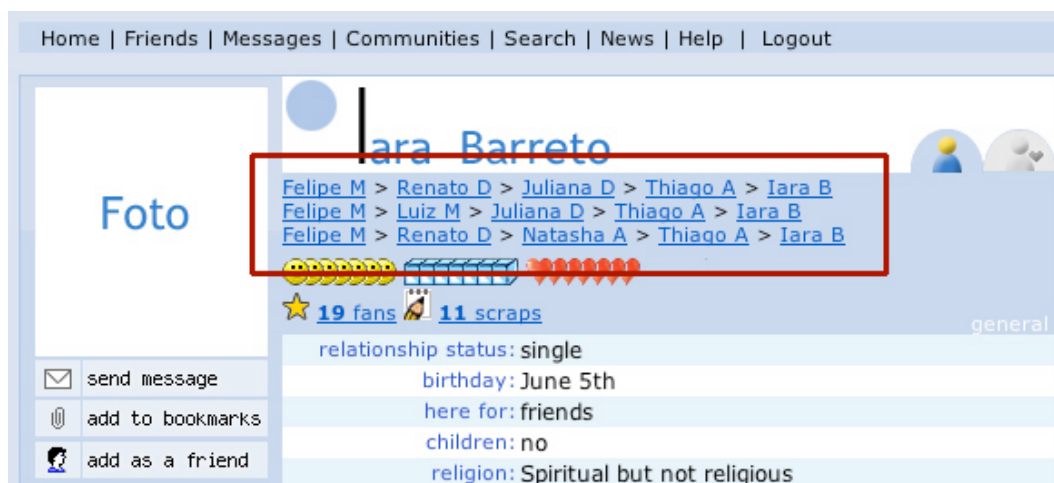 Home | Friends | Messages | Communities | Search | News | Help | Logout
Iara Barreto
Foto
Felipe M > Renato D > Juliana D > Thiago A > Iara B
Felipe M > Luiz M > Juliana D > Thiago A > Iara B
Felipe M > Renato D > Natasha A > Thiago A > Iara B
19 fans 11 scraps
general
relationship status: single
send message
birthday: June 5th
add to bookmarks
here for: friends
children: no
add as a friend
religion: Spiritual but not religious